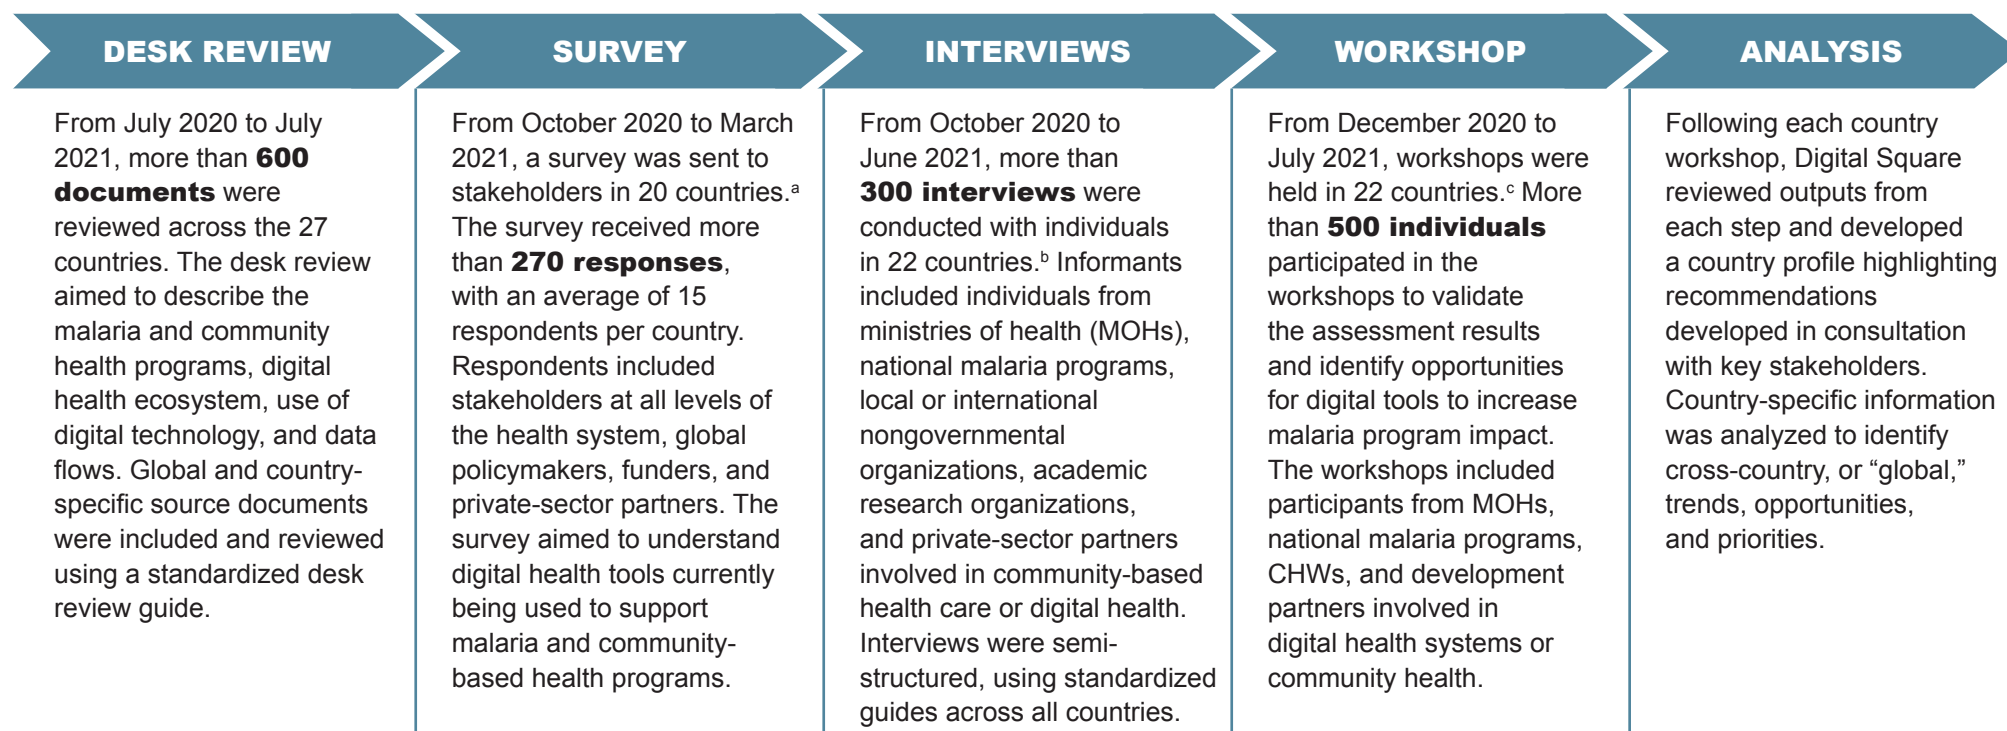 DESK REVIEW
From July 2020 to July
2021, more than 600
documents were
reviewed across the 27
countries. The desk review
aimed to describe the
malaria and community
health programs, digital
health ecosystem, use of
digital technology, and data
flows. Global and country-
specific source documents
were included and reviewed
using a standardized desk
review guide.
SURVEY
From October 2020 to March
2021, a survey was sent to
stakeholders in 20 countries.ᵃ
The survey received more
than 270 responses,
with an average of 15
respondents per country.
Respondents included
stakeholders at all levels of
the health system, global
policymakers, funders, and
private-sector partners. The
survey aimed to understand
digital health tools currently
being used to support
malaria and community-
based health programs.
INTERVIEWS
From October 2020 to
June 2021, more than
300 interviews were
conducted with individuals
in 22 countries.ᵇ Informants
included individuals from
ministries of health (MOHs),
national malaria programs,
local or international
nongovernmental
organizations, academic
research organizations,
and private-sector partners
involved in community-based
health care or digital health.
Interviews were semi-
structured, using standardized
guides across all countries.
WORKSHOP
From December 2020 to
July 2021, workshops were
held in 22 countries.ᶜ More
than 500 individuals
participated in the
workshops to validate
the assessment results
and identify opportunities
for digital tools to increase
malaria program impact.
The workshops included
participants from MOHs,
national malaria programs,
CHWs, and development
partners involved in
digital health systems or
community health.
ANALYSIS
Following each country
workshop, Digital Square
reviewed outputs from
each step and developed
a country profile highlighting
recommendations
developed in consultation
with key stakeholders.
Country-specific information
was analyzed to identify
cross-country, or “global,”
trends, opportunities,
and priorities.